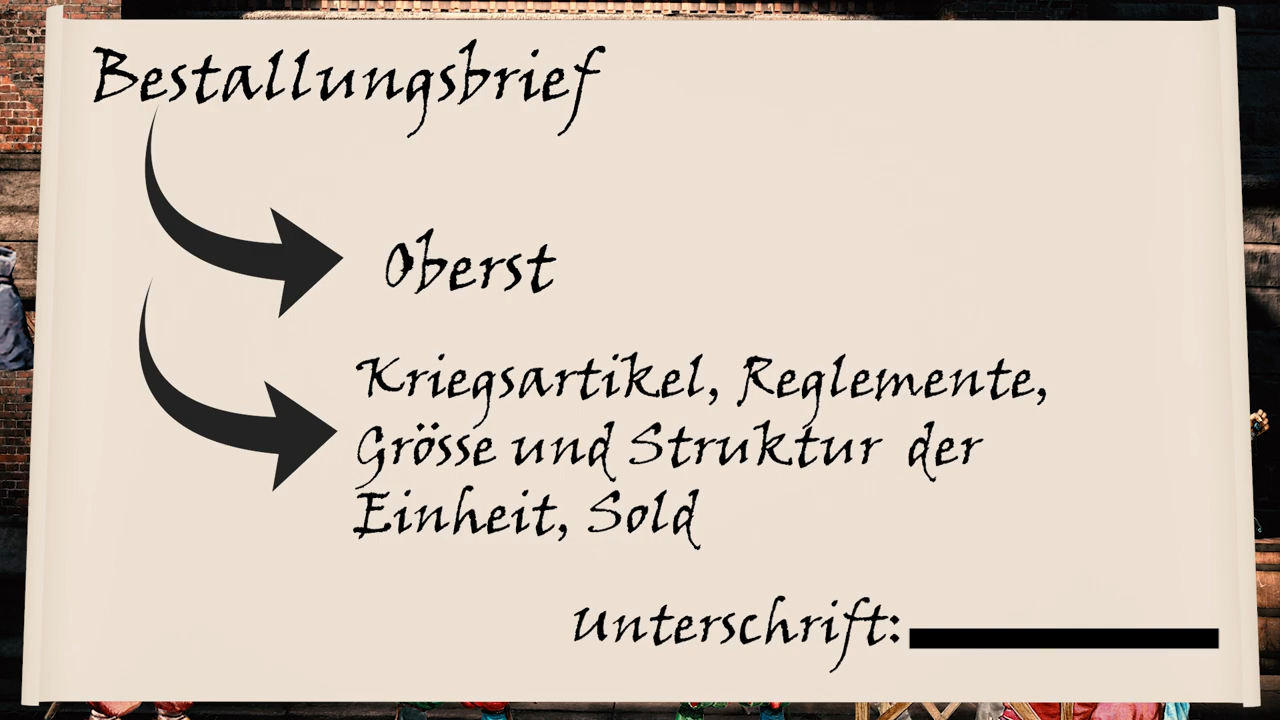 Bestallungsbrief
Oberst
Kriegsartikel, Reglemente,
Grösse und Struktur der
Einheit, Sold
Unterschrift: